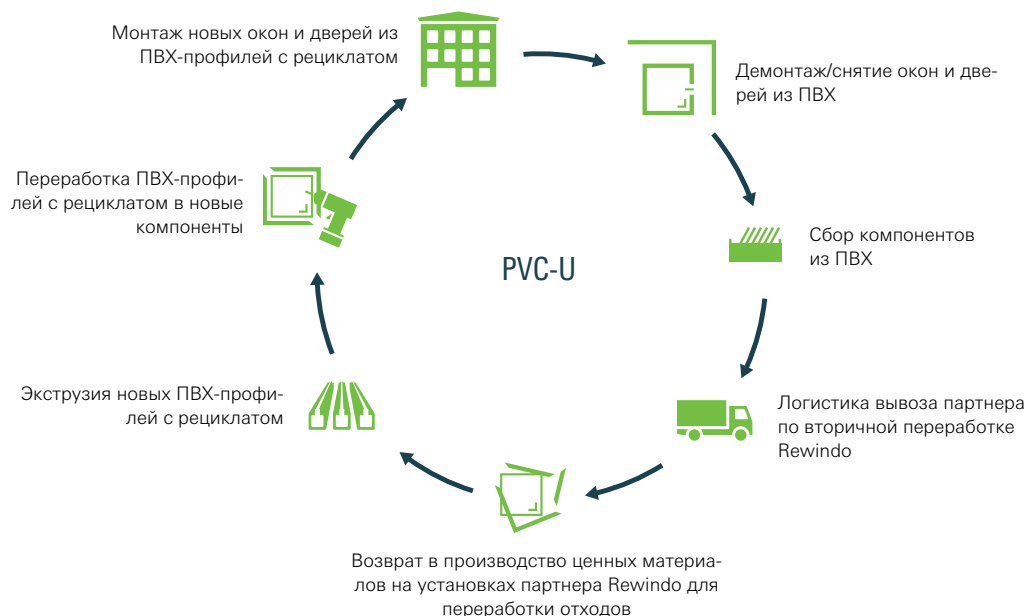 Монтаж новых окон и дверей из
ПВХ-профилей с рециклатом
Демонтаж/снятие окон и две-
рей из ПВХ
Сбор компонентов
из ПВХ
Логистика вывоза партнера
по вторичной переработке
Rewindo
Возврат в производство ценных материа-
лов на установках партнера Rewindo для
переработки отходов
Экструзия новых ПВХ-профи-
лей с рециклатом
Переработка ПВХ-профи-
лей с рециклатом в новые
компоненты
PVC-U